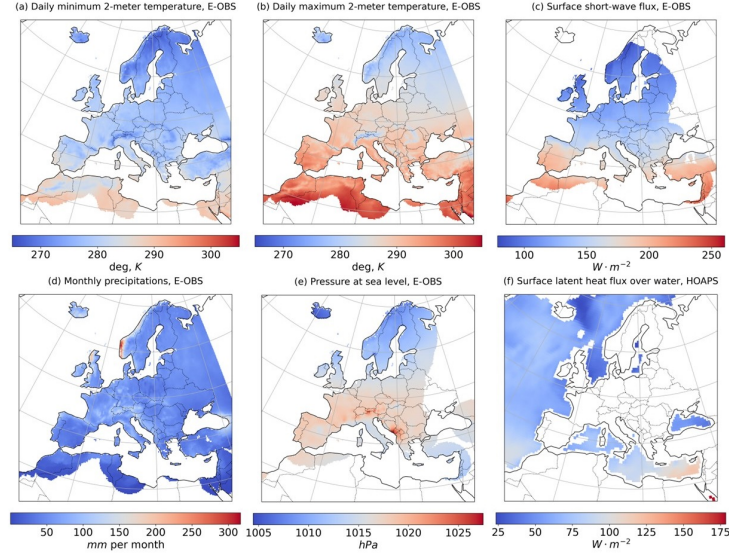 (a) Daily minimum 2-meter temperature, E-OBS
(b) Daily maximum 2-meter temperature, E-OBS
(c) Surface short-wave flux, E-OBS
270 280 290 300
deg, K
270 280 290 300
deg, K
100 150 200 250
W · m⁻²
(d) Monthly precipitations, E-OBS
(e) Pressure at sea level, E-OBS
(f) Surface latent heat flux over water, HOAPS
50 100 150 200 250 300
mm per month
1005 1010 1015 1020 1025
hPa
25 50 75 100 125 150 175
W · m⁻²